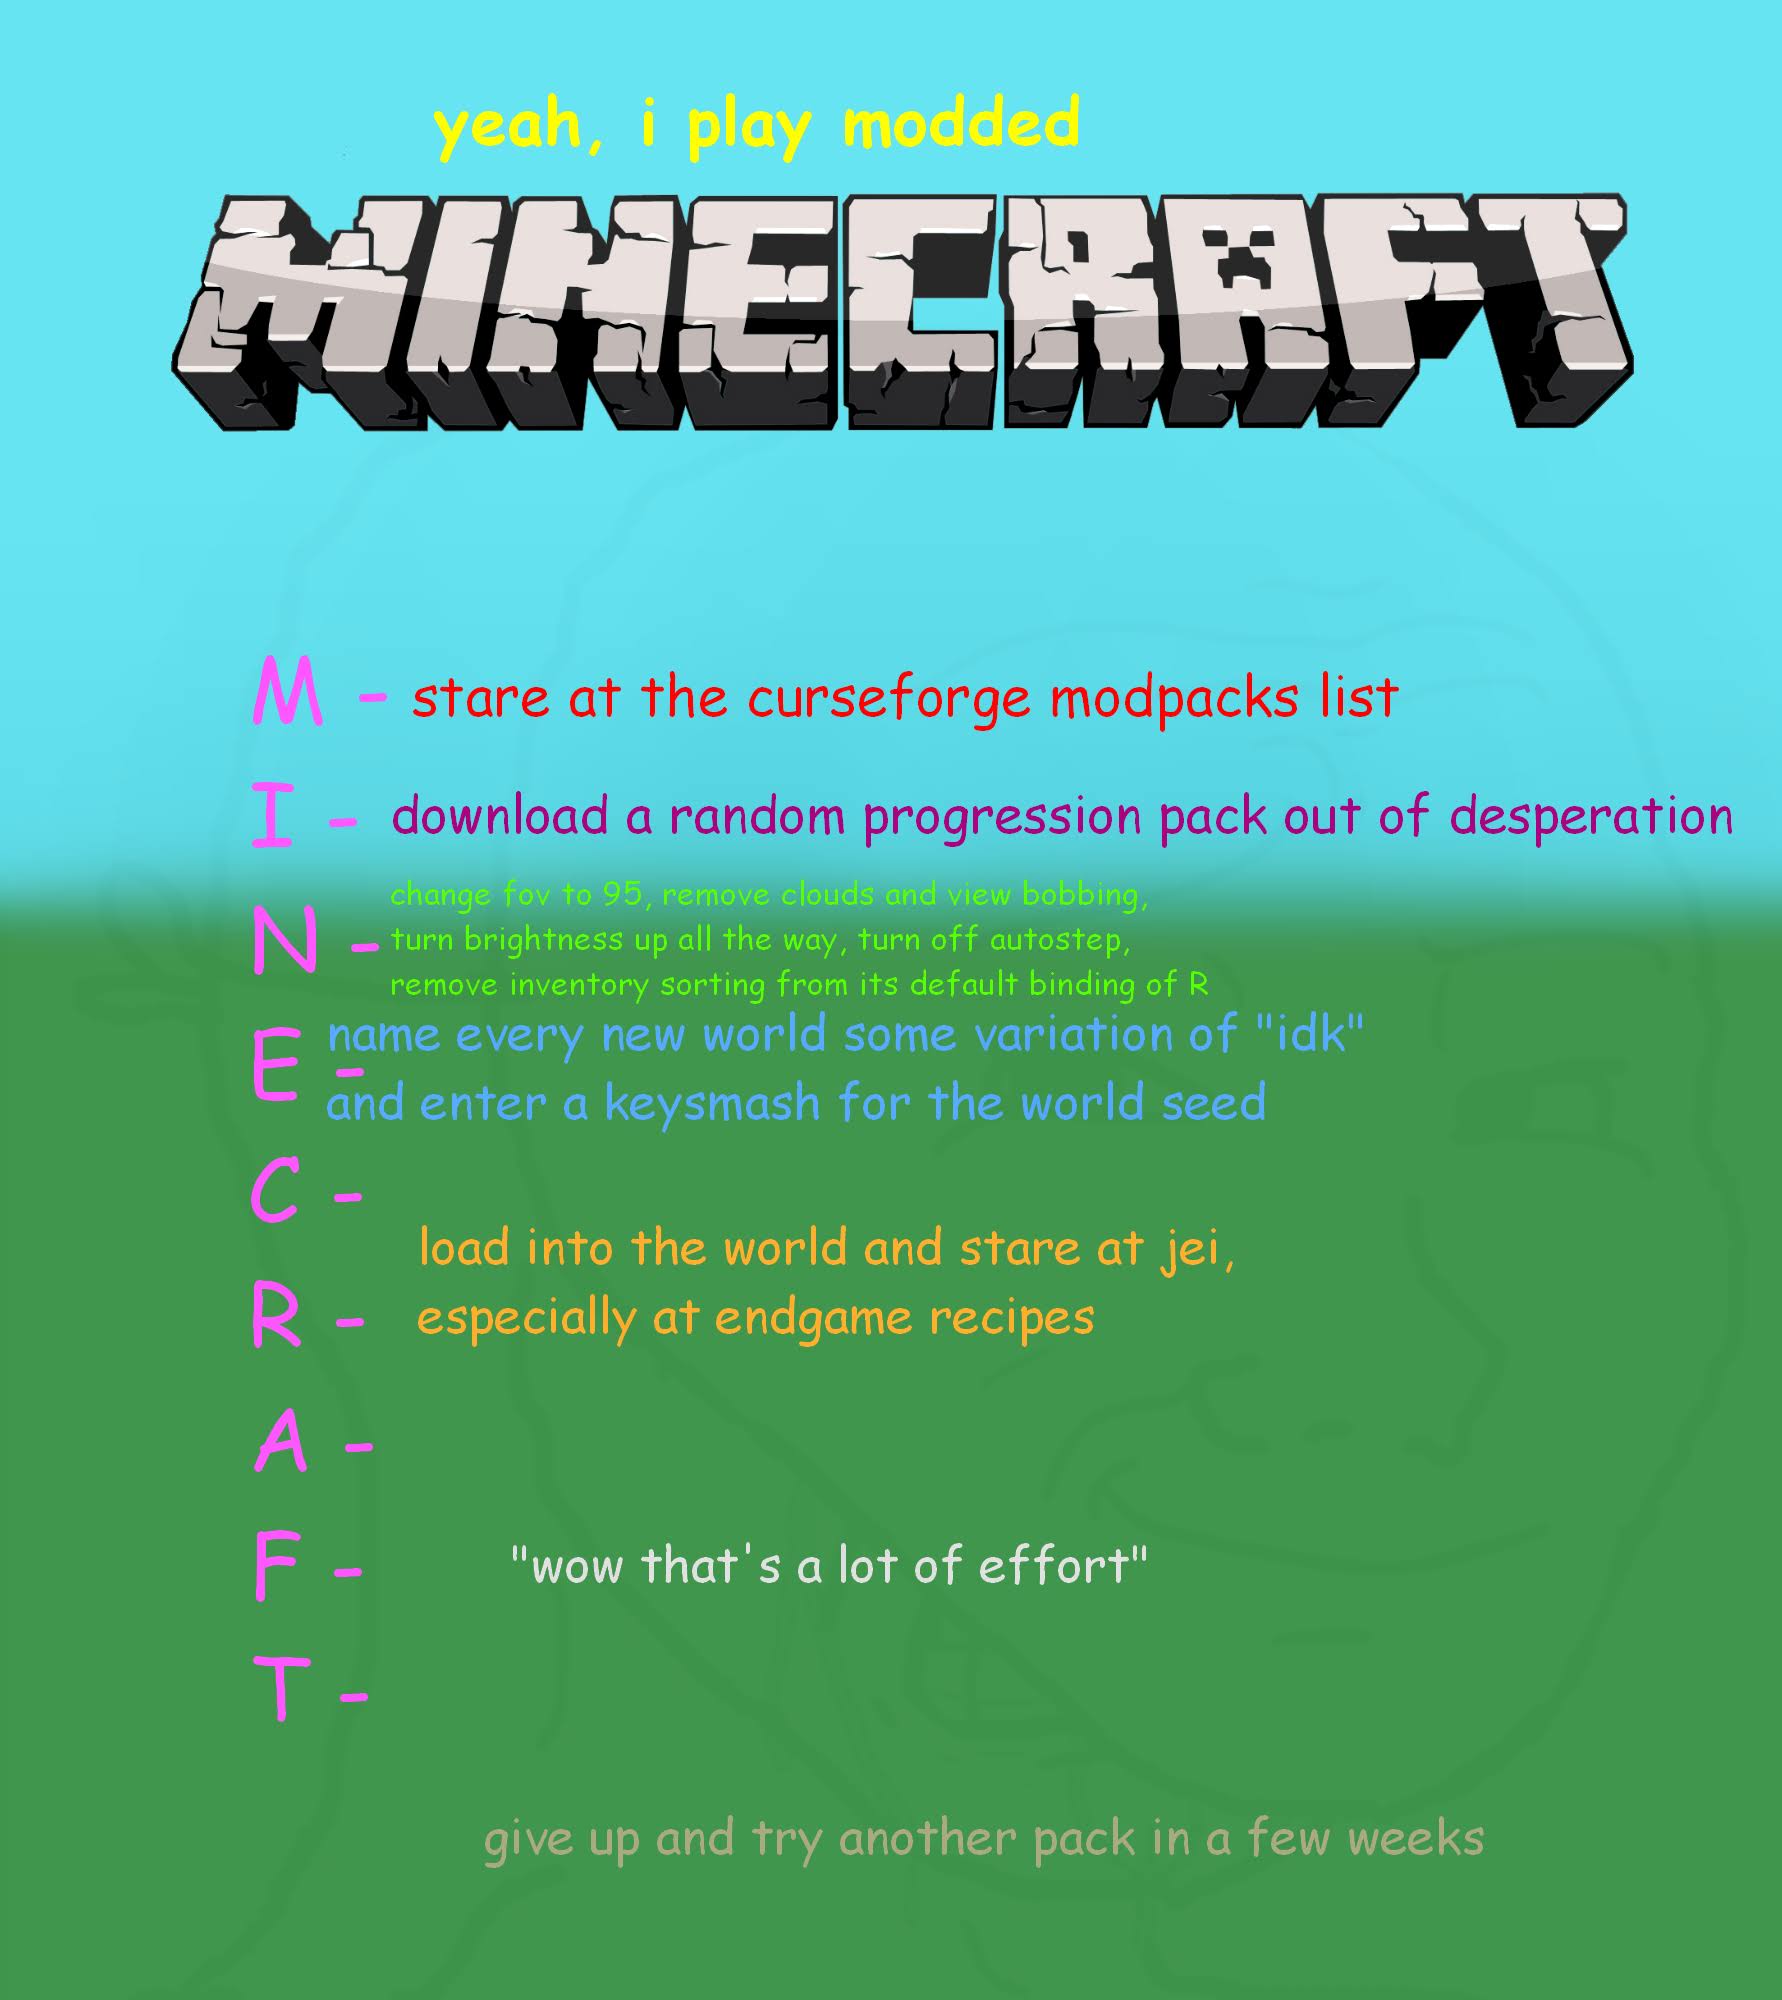 yeah, i play modded
MINECRAFT
M - stare at the curseforge modpacks list
I - download a random progression pack out of desperation
change fov to 95, remove clouds and view bobbing,
N - turn brightness up all the way, turn off autostep,
remove inventory sorting from its default binding of R
name every new world some variation of "idk"
E -
and enter a keysmash for the world seed
C -
load into the world and stare at jei,
R - especially at endgame recipes
A -
F - "wow that's a lot of effort"
T -
give up and try another pack in a few weeks